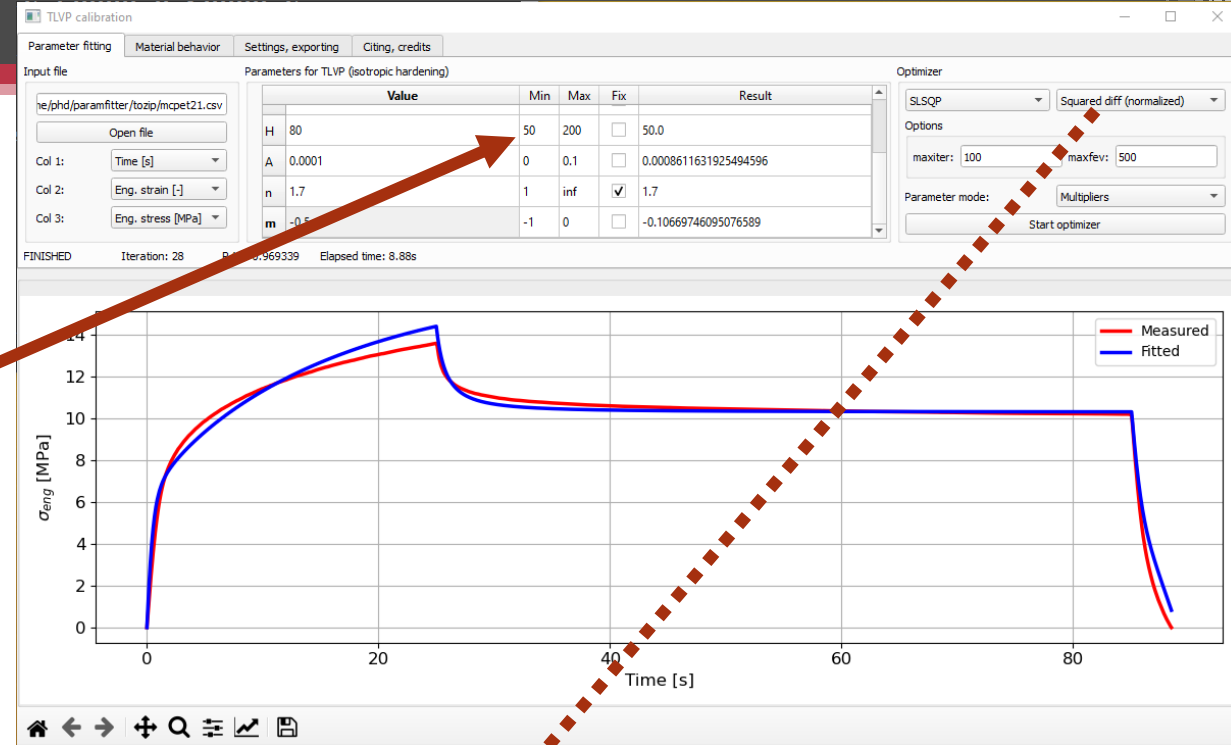 TLVP calibration
Parameter fitting Material behavior Settings, exporting Citing, credits
Input file
ne/phd/paramfitter/tozip/mcpet21.csv
Open file
Col 1: Time [s]
Col 2: Eng. strain [-]
Col 3: Eng. stress [MPa]
Parameters for TLVP (isotropic hardening)
Value Min Max Fix Result
H 80 50 200 50.0
A 0.0001 0 0.1 0.0008611631925494596
n 1.7 1 inf 1.7
m -1 0 -0.10669746095076589
Optimizer
SLSQP Squared diff (normalized)
Options
maxiter: 100 maxfev: 500
Parameter mode: Multipliers
Start optimizer
FINISHED Iteration: 28 .969339 Elapsed time: 8.88s
14
12
10
8
6
4
2
0
σeng [MPa]
Measured
Fitted
0 20 40 60 80
Time [s]